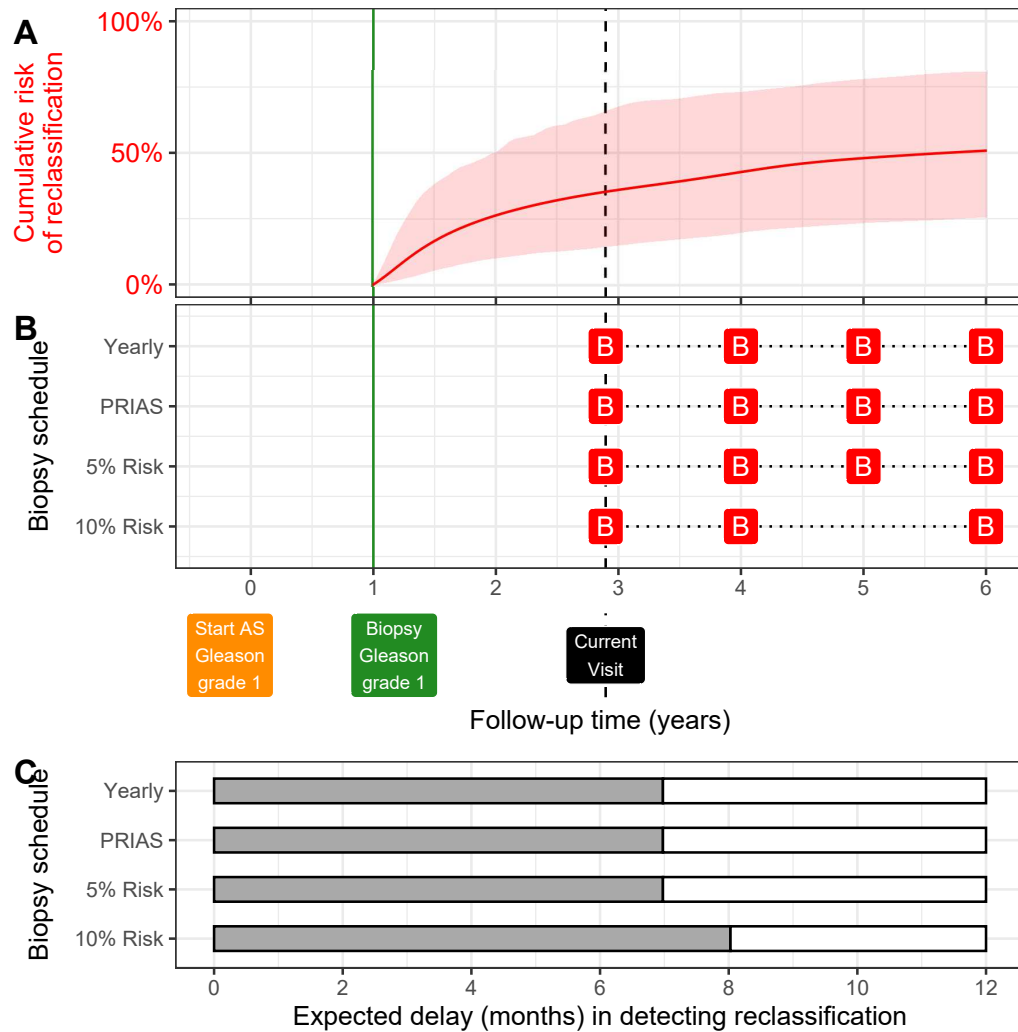 A
Cumulative risk
of reclassification
100%
50%
0%
B
Biopsy schedule
Yearly
B B B B
PRIAS
B B B B
5% Risk
B B B B
10% Risk
B B B
0 1 2 3 4 5 6
Start AS
Gleason
grade 1
Biopsy
Gleason
grade 1
Current
Visit
Follow-up time (years)
C
Biopsy schedule
Yearly
PRIAS
5% Risk
10% Risk
0 2 4 6 8 10 12
Expected delay (months) in detecting reclassification